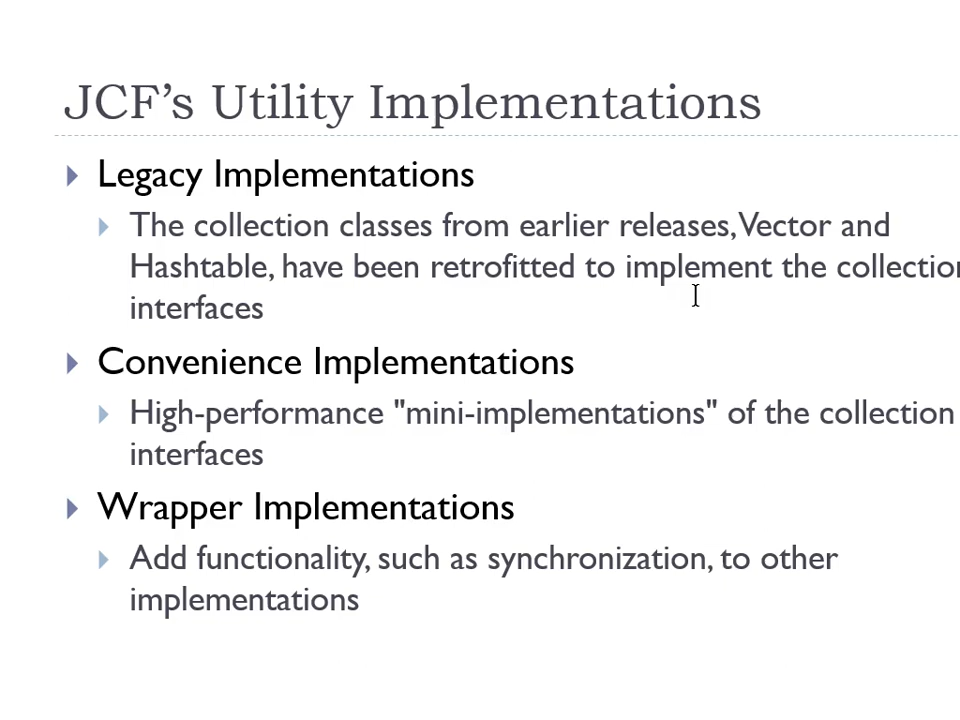 JCF’s Utility Implementations
Legacy Implementations
The collection classes from earlier releases, Vector and
Hashtable, have been retrofitted to implement the collection
interfaces
Convenience Implementations
High-performance "mini-implementations" of the collection
interfaces
Wrapper Implementations
Add functionality, such as synchronization, to other
implementations